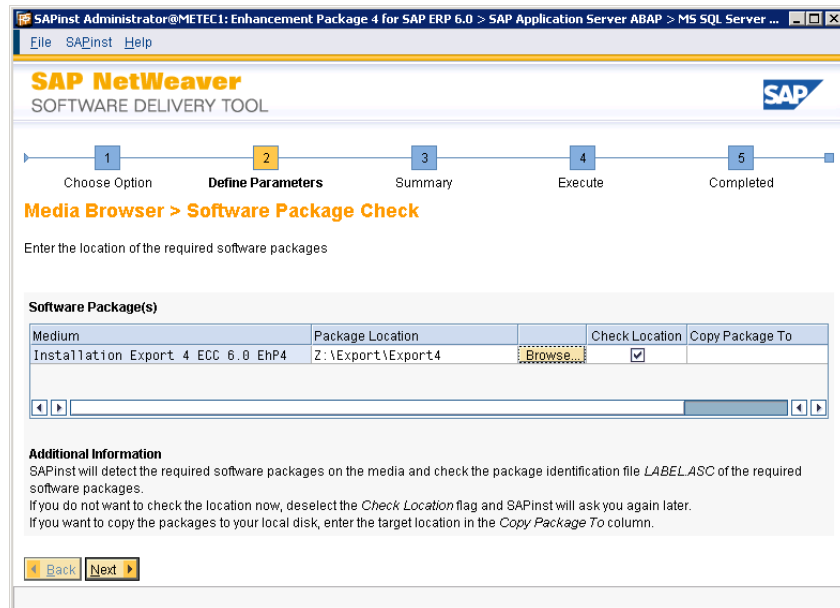 SAPinst Administrator@METEC1: Enhancement Package 4 for SAP ERP 6.0 > SAP Application Server ABAP > MS SQL Server ...
File SAPinst Help
SAP NetWeaver
SOFTWARE DELIVERY TOOL
SAP
1 2 3 4 5
Choose Option Define Parameters Summary Execute Completed
Media Browser > Software Package Check
Enter the location of the required software packages
Software Package(s)
Medium Package Location Check Location Copy Package To
Installation Export 4 ECC 6.0 EhP4 Z:\Export\Export4 Browse...
Additional Information
SAPinst will detect the required software packages on the media and check the package identification file LABEL.ASC of the required
software packages.
If you do not want to check the location now, deselect the Check Location flag and SAPinst will ask you again later.
If you want to copy the packages to your local disk, enter the target location in the Copy Package To column.
Back Next